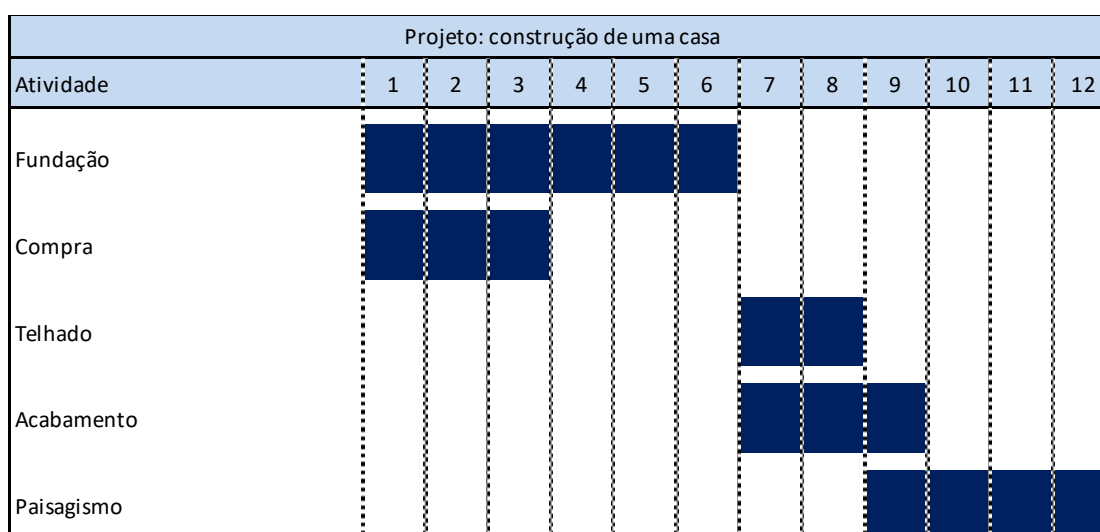 Projeto: construção de uma casa
Atividade 1 2 3 4 5 6 7 8 9 10 11 12
Fundação
Compra
Telhado
Acabamento
Paisagismo